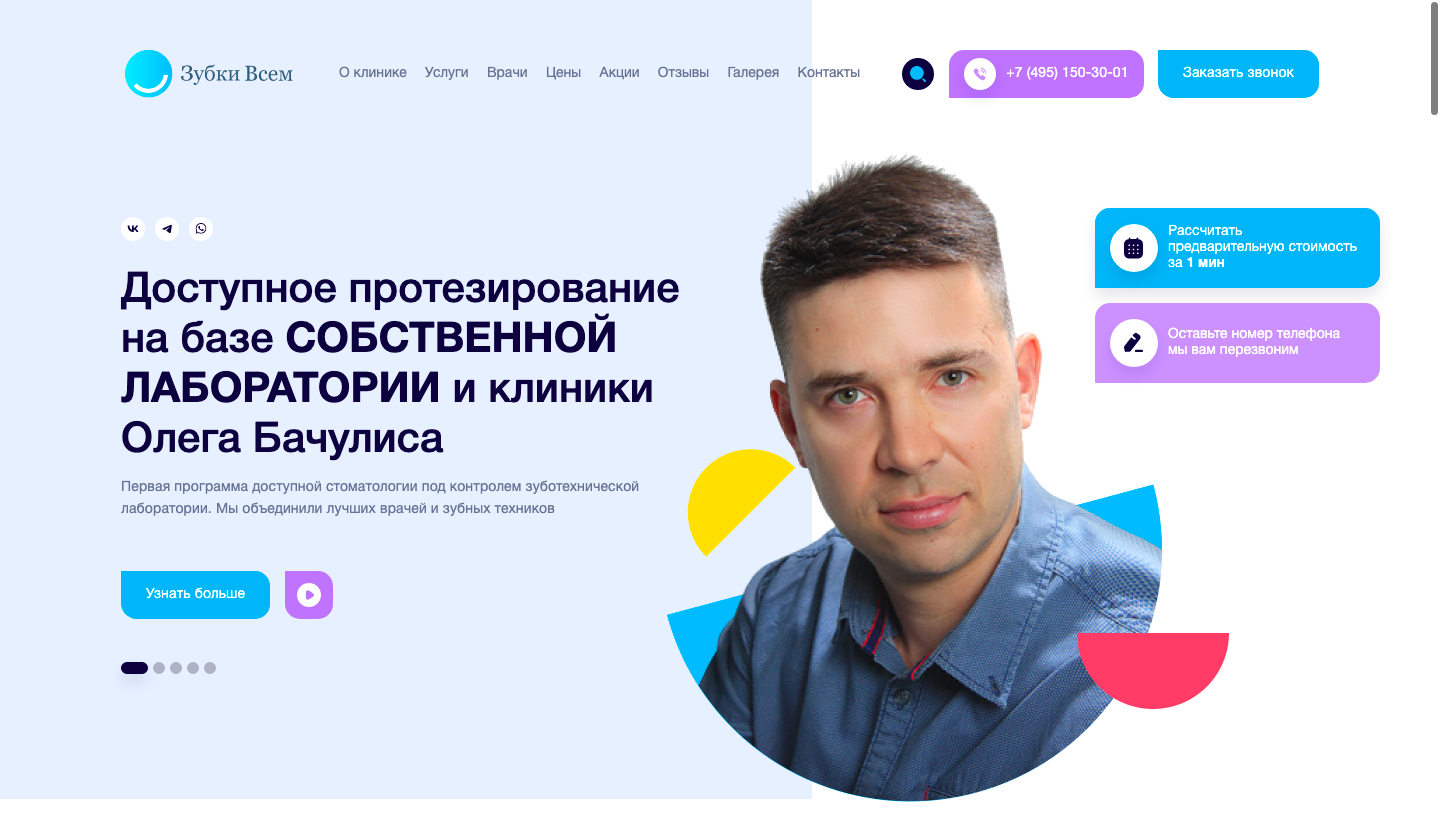 Зубки Всем
О клинике
Услуги
Врачи
Цены
Акции
Отзывы
Галерея
Контакты
+7 (495) 150-30-01
Заказать звонок
Доступное протезирование
на базе СОБСТВЕННОЙ
ЛАБОРАТОРИИ и клиники
Олега Бачулиса
Первая программа доступной стоматологии под контролем зуботехнической
лаборатории. Мы объединили лучших врачей и зубных техников
Узнать больше
Рассчитать
предварительную стоимость
за 1 мин
Оставьте номер телефона
мы вам перезвоним